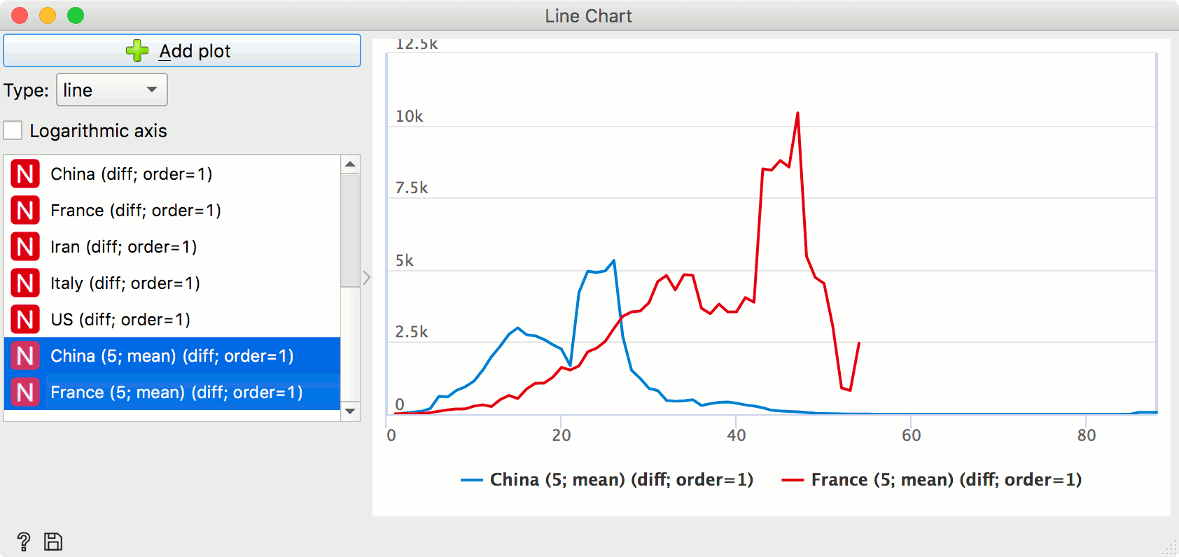 Line Chart
Add plot
Type: line
Logarithmic axis
N China (diff; order=1)
N France (diff; order=1)
N Iran (diff; order=1)
N Italy (diff; order=1)
N US (diff; order=1)
N China (5; mean) (diff; order=1)
N France (5; mean) (diff; order=1)
12.5k
10k
7.5k
5k
2.5k
0
0 20 40 60 80
China (5; mean) (diff; order=1) France (5; mean) (diff; order=1)
?